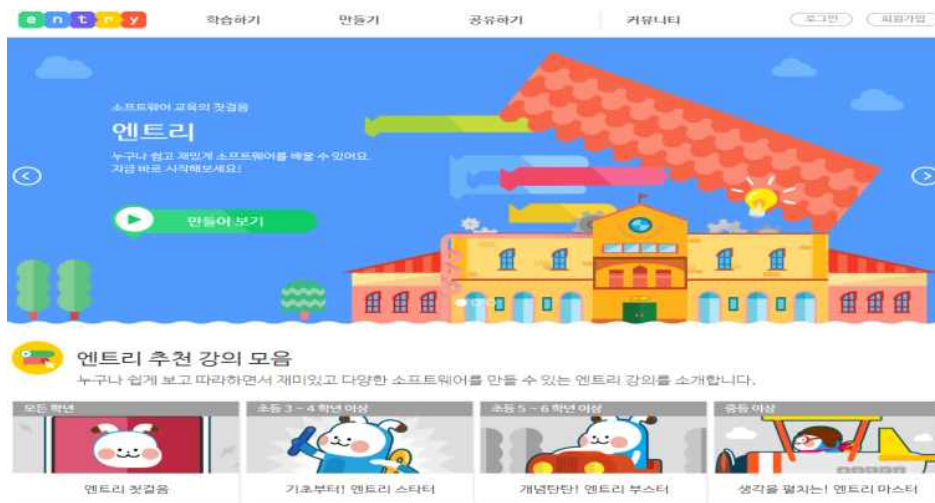 entry
학습하기 만들기 공유하기 커뮤니티 로그인 회원가입
소프트웨어 교육의 첫걸음
엔트리
누구나 쉽고 재밌게 소프트웨어를 배울 수 있어요.
지금 바로 시작해보세요!
만들어 보기
엔트리 추천 강의 모음
누구나 쉽게 보고 따라하면서 재미있고 다양한 소프트웨어를 만들 수 있는 엔트리 강의를 소개합니다.
모든 학년 초등 3 ~ 4 학년 이상 초등 5 ~ 6 학년 이상 중등 이상
엔트리 첫걸음 기초부터! 엔트리 스타터 개념탄탄! 엔트리 부스터 생각을 펼치는! 엔트리 마스터